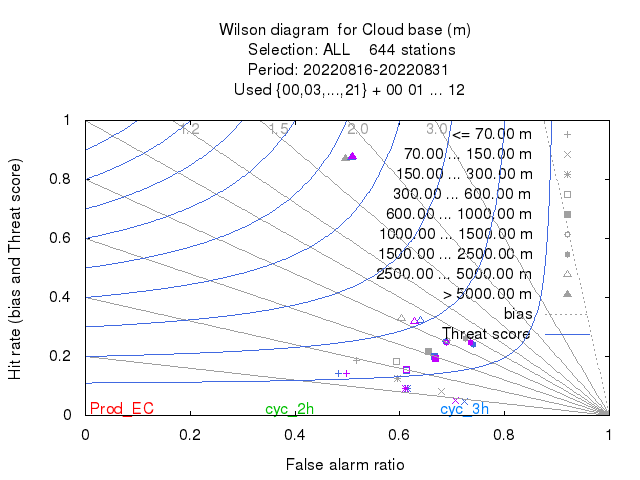 Wilson diagram for Cloud base (m)
Selection: ALL 644 stations
Period: 20220816-20220831
Used {00,03,...,21} + 00 01 ... 12
1.2 1.5 2.0 3.0
<= 70.00 m
70.00 ... 150.00 m
150.00 ... 300.00 m
300.00 ... 600.00 m
600.00 ... 1000.00 m
1000.00 ... 1500.00 m
1500.00 ... 2500.00 m
2500.00 ... 5000.00 m
> 5000.00 m
bias
Threat score
1
0.8
0.6
0.4
0.2
0
Hit rate (bias and Threat score)
Prod_EC cyc_2h cyc_3h
0 0.2 0.4 0.6 0.8 1
False alarm ratio